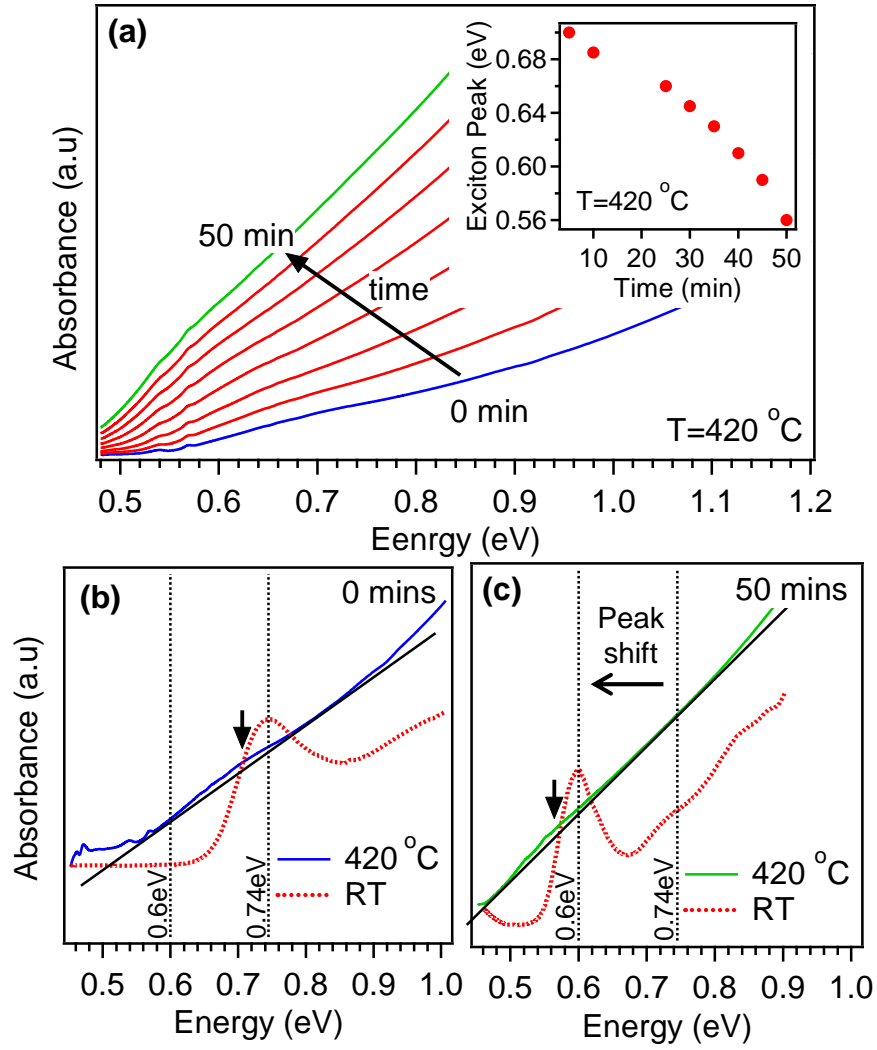 (a)
Absorbance (a.u)
50 min
time
0 min
T=420 °C
0.5 0.6 0.7 0.8 0.9 1.0 1.1 1.2
Eenrgy (eV)
Exciton Peak (eV)
0.68
0.64
0.60
0.56
T=420 °C
10 20 30 40 50
Time (min)
(b)
0 mins
Absorbance (a.u)
0.6eV
0.74eV
420 °C
RT
0.5 0.6 0.7 0.8 0.9 1.0
Energy (eV)
(c)
50 mins
Peak
shift
0.6eV
0.74eV
420 °C
RT
0.5 0.6 0.7 0.8 0.9 1.0
Energy (eV)